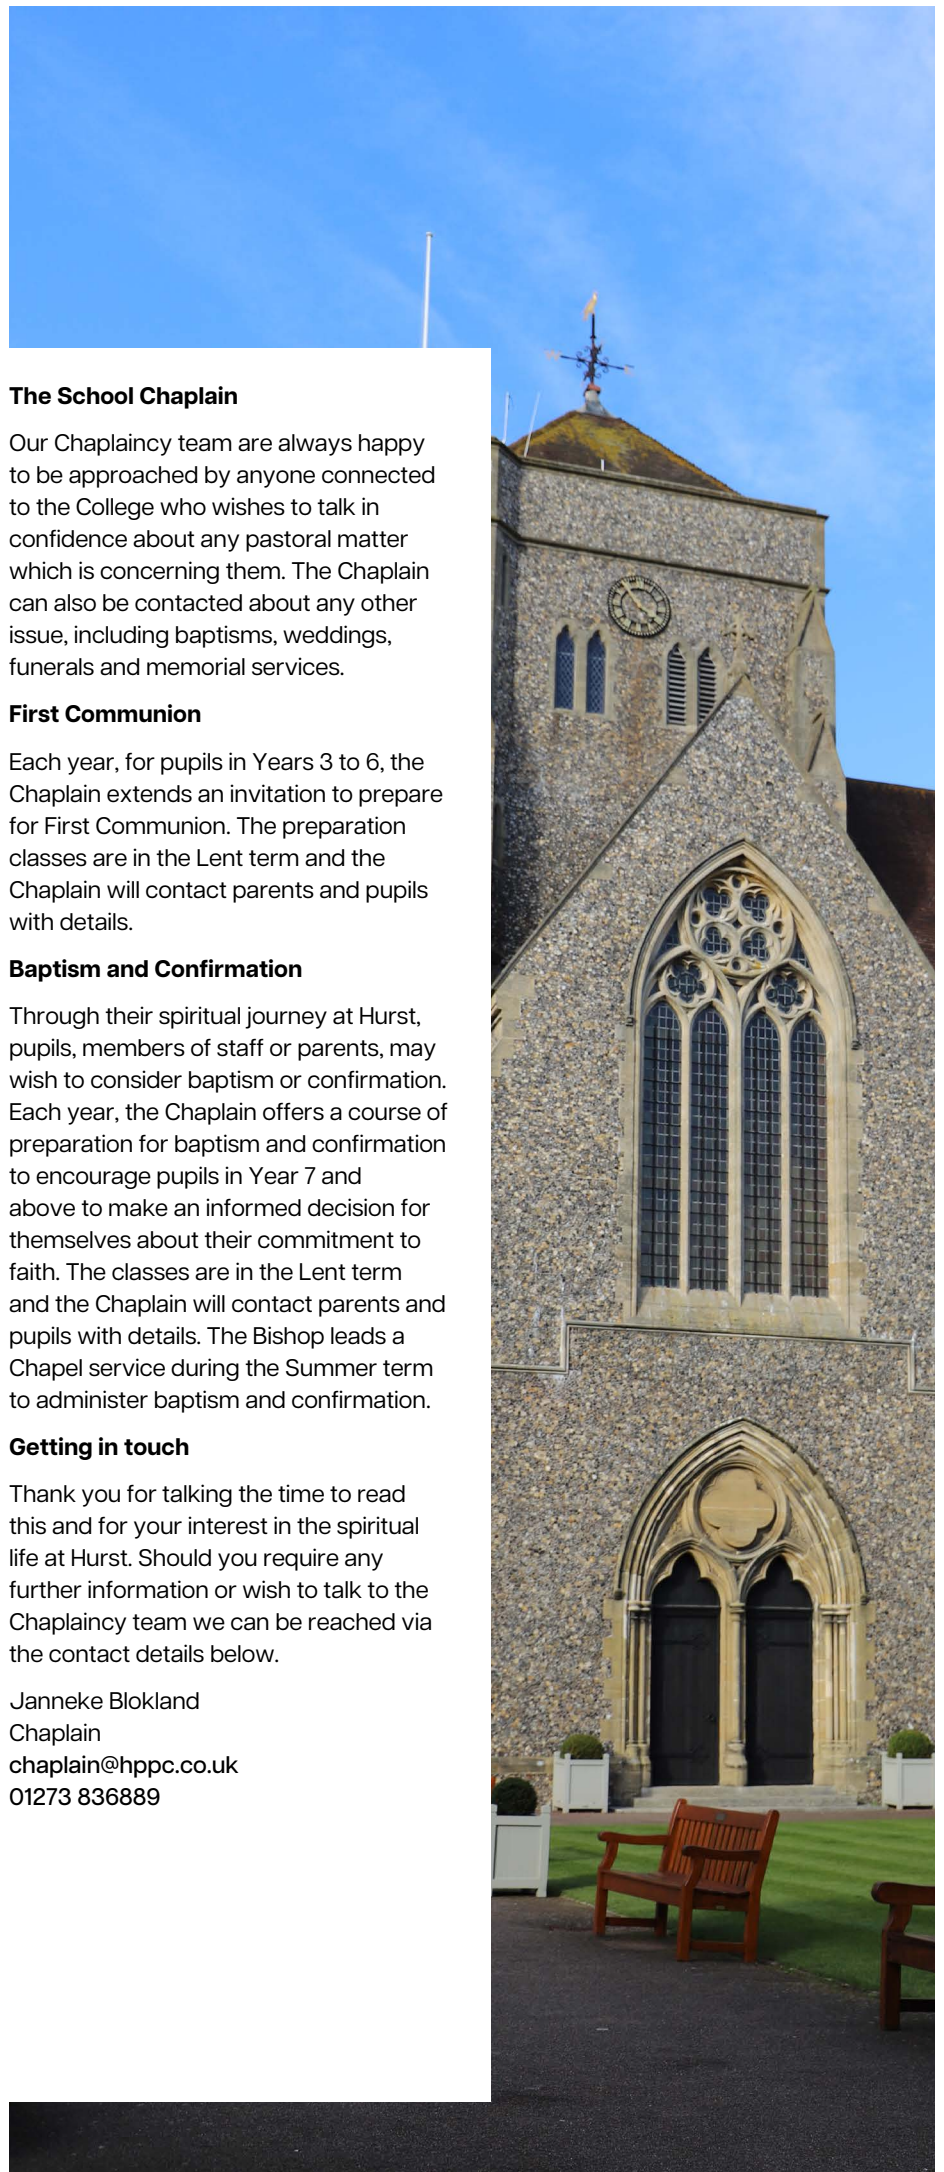 The School Chaplain
Our Chaplaincy team are always happy
to be approached by anyone connected
to the College who wishes to talk in
confidence about any pastoral matter
which is concerning them. The Chaplain
can also be contacted about any other
issue, including baptisms, weddings,
funerals and memorial services.
First Communion
Each year, for pupils in Years 3 to 6, the
Chaplain extends an invitation to prepare
for First Communion. The preparation
classes are in the Lent term and the
Chaplain will contact parents and pupils
with details.
Baptism and Confirmation
Through their spiritual journey at Hurst,
pupils, members of staff or parents, may
wish to consider baptism or confirmation.
Each year, the Chaplain offers a course of
preparation for baptism and confirmation
to encourage pupils in Year 7 and
above to make an informed decision for
themselves about their commitment to
faith. The classes are in the Lent term
and the Chaplain will contact parents and
pupils with details. The Bishop leads a
Chapel service during the Summer term
to administer baptism and confirmation.
Getting in touch
Thank you for talking the time to read
this and for your interest in the spiritual
life at Hurst. Should you require any
further information or wish to talk to the
Chaplaincy team we can be reached via
the contact details below.
Janneke Blokland
Chaplain
chaplain@hppc.co.uk
01273 836889